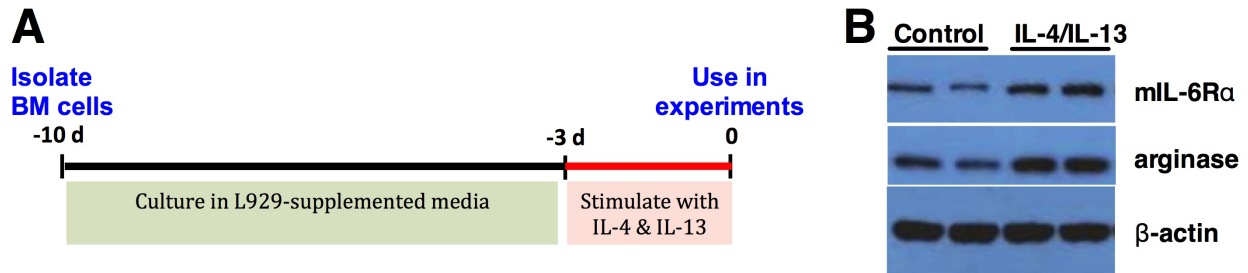 A
Isolate
BM cells
-10 d
-3 d
Use in
experiments
0
Culture in L929-supplemented media
Stimulate with
IL-4 & IL-13
B
Control IL-4/IL-13
mIL-6Rα
arginase
β-actin